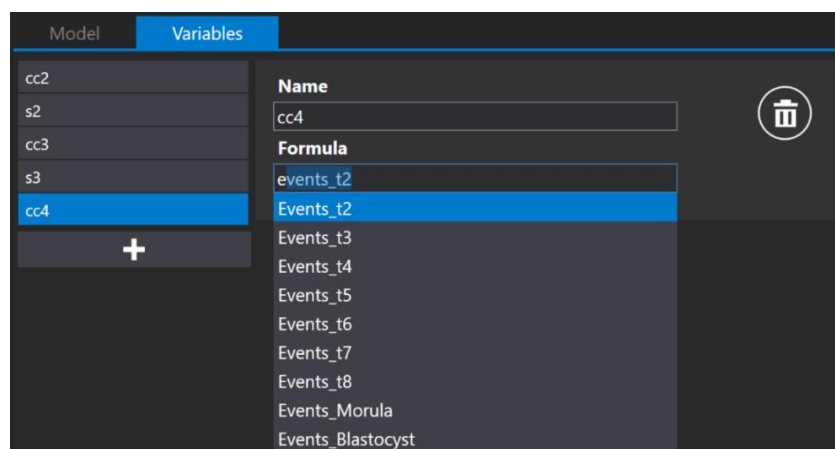 Model Variables
cc2
s2
cc3
s3
cc4
+
Name
cc4
Formula
events_t2
Events_t2
Events_t3
Events_t4
Events_t5
Events_t6
Events_t7
Events_t8
Events_Morula
Events_Blastocyst